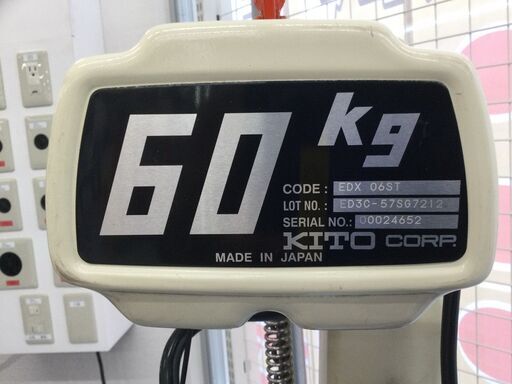 60 kg
CODE : EDX 06ST
LOT NO. : ED3C-57SG7212
SERIAL NO.: 00024652
KITO CORP.
MADE IN JAPAN